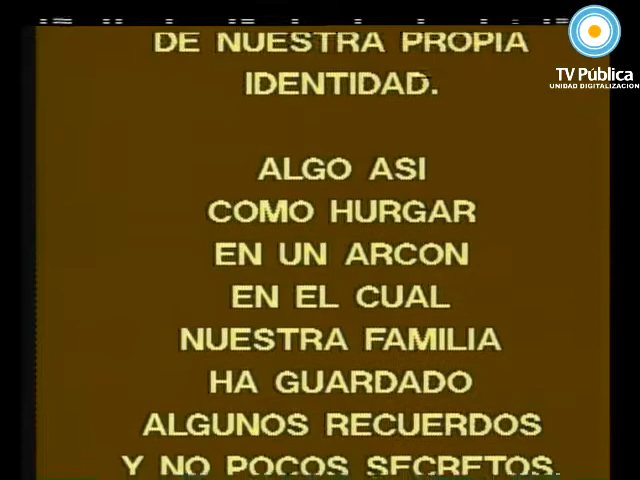 TV Pública
UNIDAD DIGITALIZACION
DE NUESTRA PROPIA
IDENTIDAD.
ALGO ASI
COMO HURGAR
EN UN ARCON
EN EL CUAL
NUESTRA FAMILIA
HA GUARDADO
ALGUNOS RECUERDOS
Y NO POCOS SECRETOS.